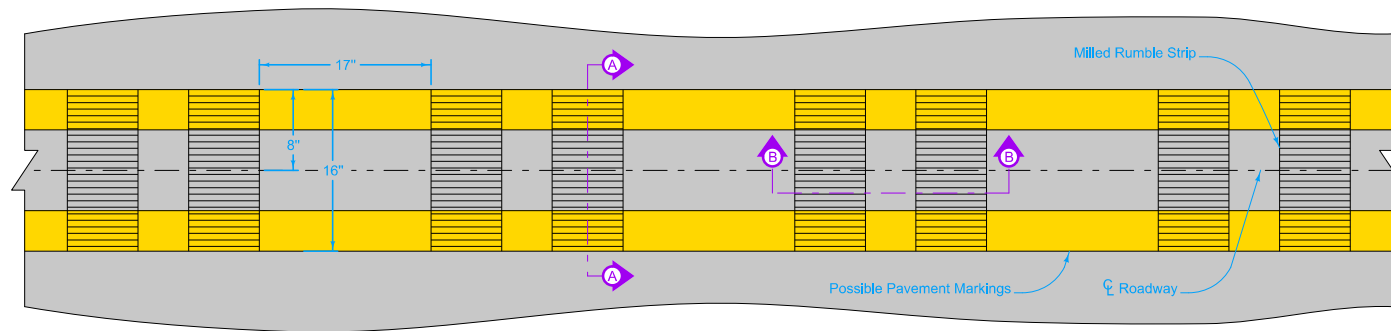 A
Milled Rumble Strip
17"
8"
16"
B
B
A
Possible Pavement Markings
℄ Roadway